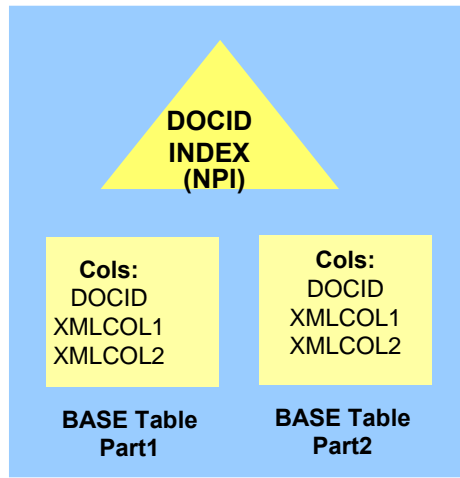 DOCID
INDEX
(NPI)
Cols:
DOCID
XMLCOL1
XMLCOL2
BASE Table
Part1
Cols:
DOCID
XMLCOL1
XMLCOL2
BASE Table
Part2